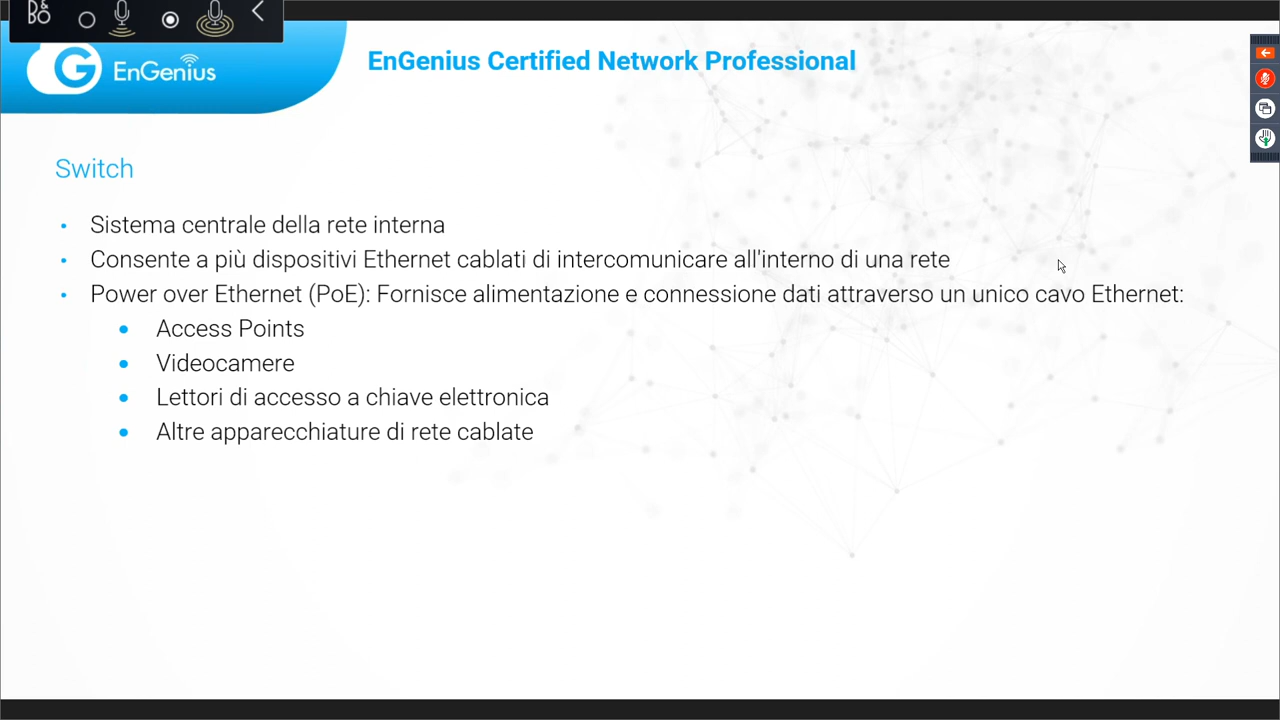 B&O
EnGenius
EnGenius Certified Network Professional
Switch
• Sistema centrale della rete interna
• Consente a più dispositivi Ethernet cablati di intercomunicare all'interno di una rete
• Power over Ethernet (PoE): Fornisce alimentazione e connessione dati attraverso un unico cavo Ethernet:
• Access Points
• Videocamere
• Lettori di accesso a chiave elettronica
• Altre apparecchiature di rete cablate